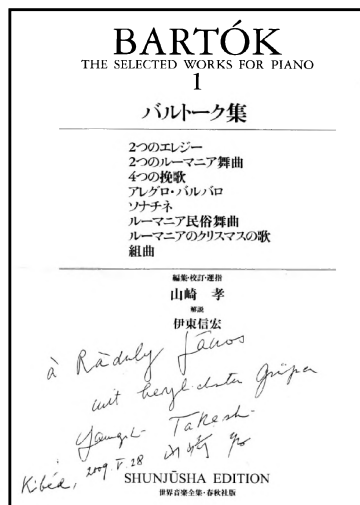 BARTÓK
THE SELECTED WORKS FOR PIANO
1
バルトーク集
2つのエレジー
2つのルーマニア舞曲
4つの挽歌
アレグロ・バルバロ
ソナチネ
ルーマニア民俗舞曲
ルーマニアのクリスマスの歌
組曲
編集・校訂・運指
山崎 孝
解説
伊東信宏
à Ráduly János
mit herzlichsten Grüßen
Takeshi
Kibéd, 2009. V. 28 山崎 孝
SHUNJŪSHA EDITION
世界音楽全集・春秋社版